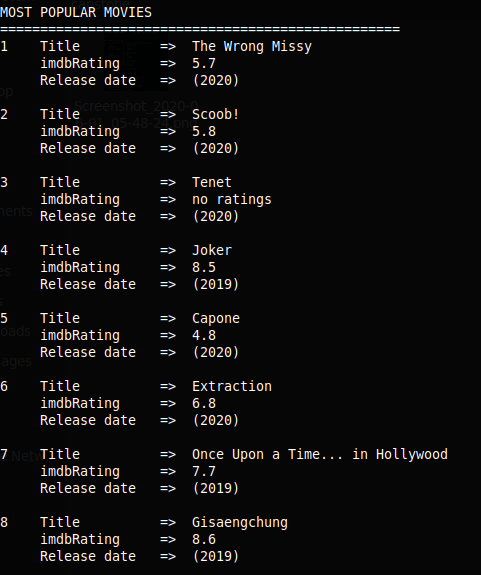 MOST POPULAR MOVIES
==================================================
1    Title          =>  The Wrong Missy
     imdbRating     =>  5.7
     Release date   =>  (2020)
2    Title          =>  Scoob!
     imdbRating     =>  5.8
     Release date   =>  (2020)
3    Title          =>  Tenet
     imdbRating     =>  no ratings
     Release date   =>  (2020)
4    Title          =>  Joker
     imdbRating     =>  8.5
     Release date   =>  (2019)
5    Title          =>  Capone
     imdbRating     =>  4.8
     Release date   =>  (2020)
6    Title          =>  Extraction
     imdbRating     =>  6.8
     Release date   =>  (2020)
7    Title          =>  Once Upon a Time... in Hollywood
     imdbRating     =>  7.7
     Release date   =>  (2019)
8    Title          =>  Gisaengchung
     imdbRating     =>  8.6
     Release date   =>  (2019)